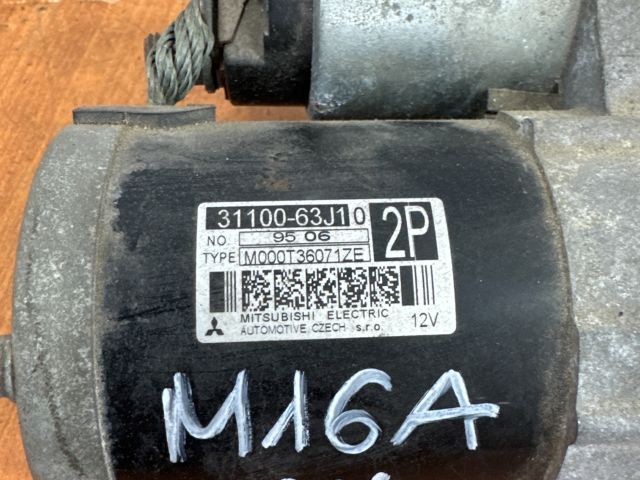 31100-63J10 2P
NO. 95 06
TYPE M000T36071ZE
MITSUBISHI ELECTRIC
AUTOMOTIVE CZECH s.r.o. 12V
M16A